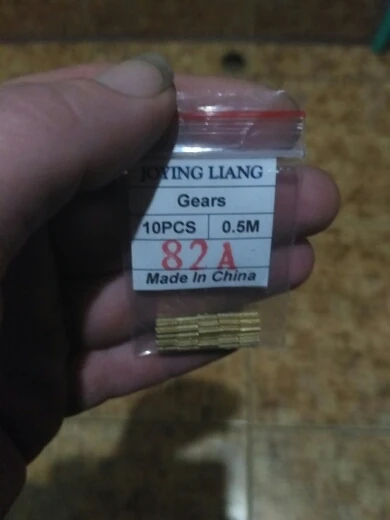 JOYING LIANG
Gears
10PCS 0.5M
82A
Made In China